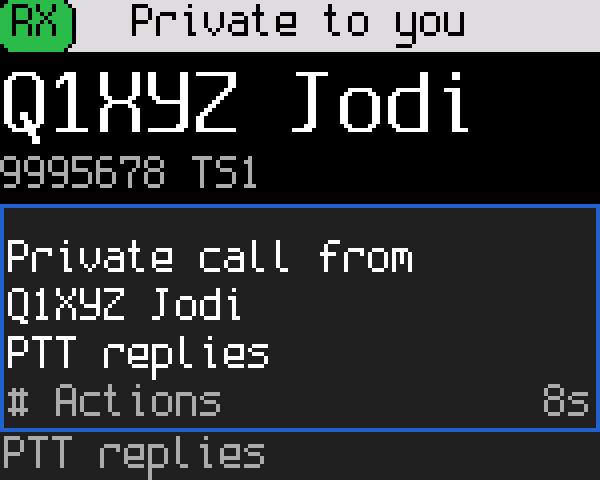 RX Private to you
Q1XYZ Jodi
9995678 TS1
Private call from
Q1XYZ Jodi
PTT replies
# Actions 8s
PTT replies